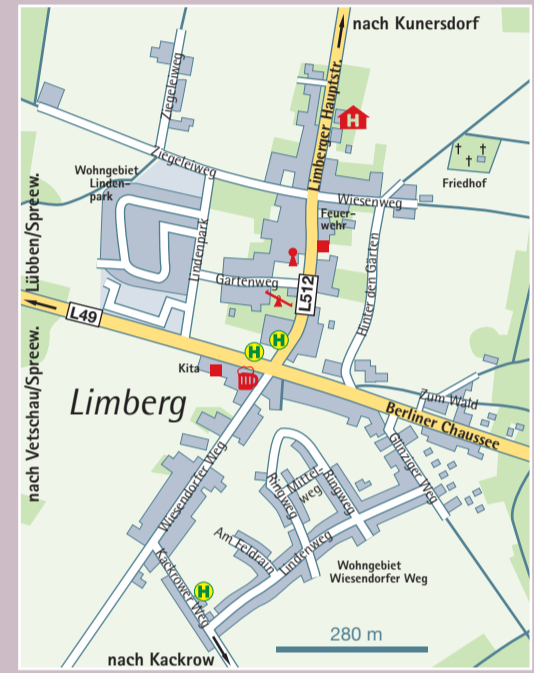 nach Kunersdorf
Limberger Hauptstr.
H
Ziegeleiweg
Ziegeleiweg
Wohngebiet
Linden-
park
Friedhof
Wiesenweg
Feuer-
wehr
Lindenpark
Hinter den Gärten
Gartenweg
L512
nach Vetschau/Spreew. Lübben/Spreew.
L49
H
H
Kita
Limberg
Zum Wald
Berliner Chaussee
Glinziger Weg
Wiesendorfer Weg
Ringweg
Mittel-
weg
Ringweg
Am Feldrain
Lindenweg
Kackrower Weg
H
Wohngebiet
Wiesendorfer Weg
280 m
nach Kackrow